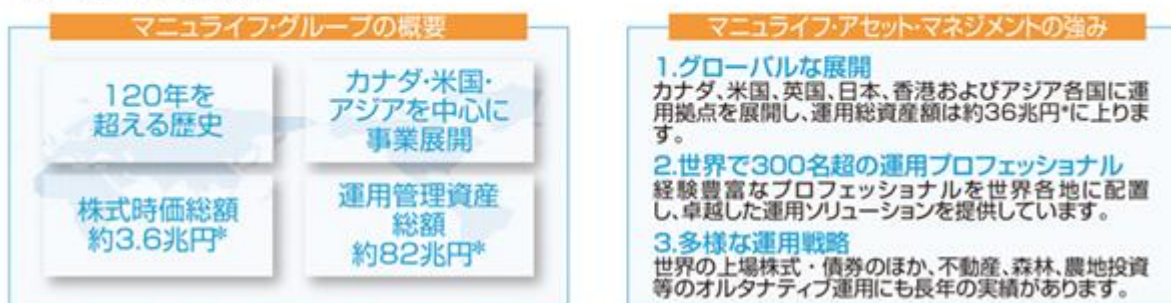 マニュライフ・グループの概要
120年を
超える歴史
カナダ・米国・
アジアを中心に
事業展開
株式時価総額
約3.6兆円*
運用管理資産
総額
約82兆円*
マニュライフ・アセット・マネジメントの強み
1.グローバルな展開
カナダ、米国、英国、日本、香港およびアジア各国に運
用拠点を展開し、運用総資産額は約36兆円*に上りま
す。
2.世界で300名超の運用プロフェッショナル
経験豊富なプロフェッショナルを世界各地に配置
し、卓越した運用ソリューションを提供しています。
3.多様な運用戦略
世界の上場株式・債券のほか、不動産、森林、農地投資
等のオルタナティブ運用にも長年の実績があります。